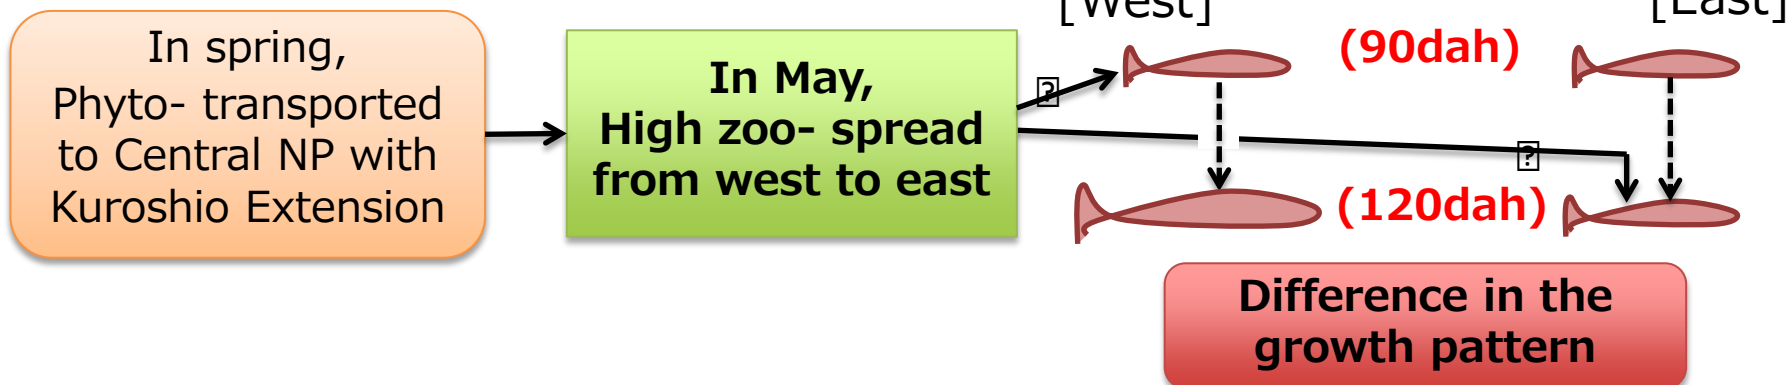 [West]
[East]
In spring,
Phyto- transported
to Central NP with
Kuroshio Extension
In May,
High zoo- spread
from west to east
(90dah)
(120dah)
Difference in the
growth pattern